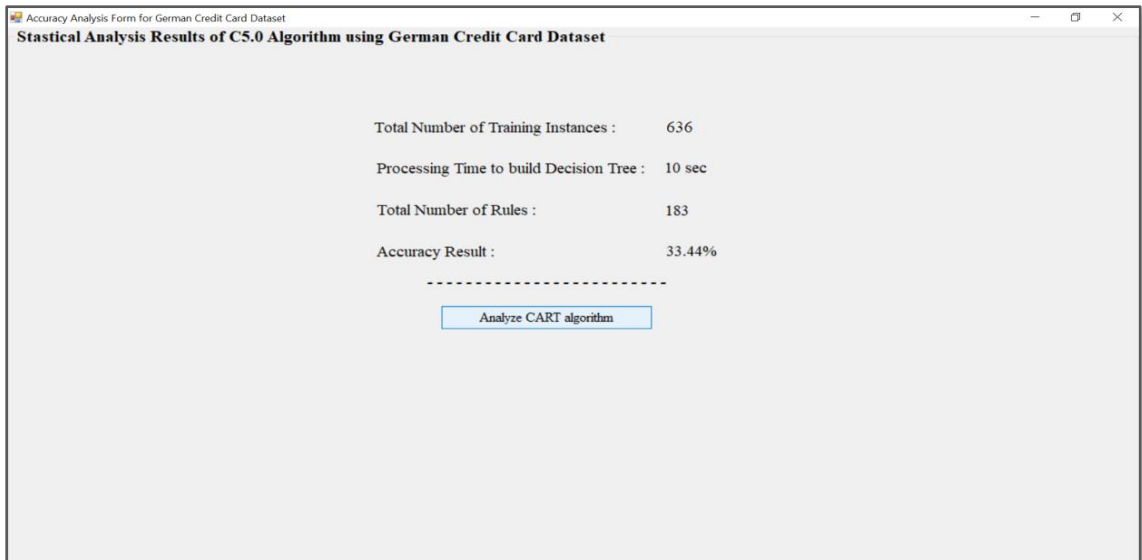 Accuracy Analysis Form for German Credit Card Dataset
Stastical Analysis Results of C5.0 Algorithm using German Credit Card Dataset
Total Number of Training Instances : 636
Processing Time to build Decision Tree : 10 sec
Total Number of Rules : 183
Accuracy Result : 33.44%
- - - - - - - - - - - - - - - - - - - - - - - - -
Analyze CART algorithm